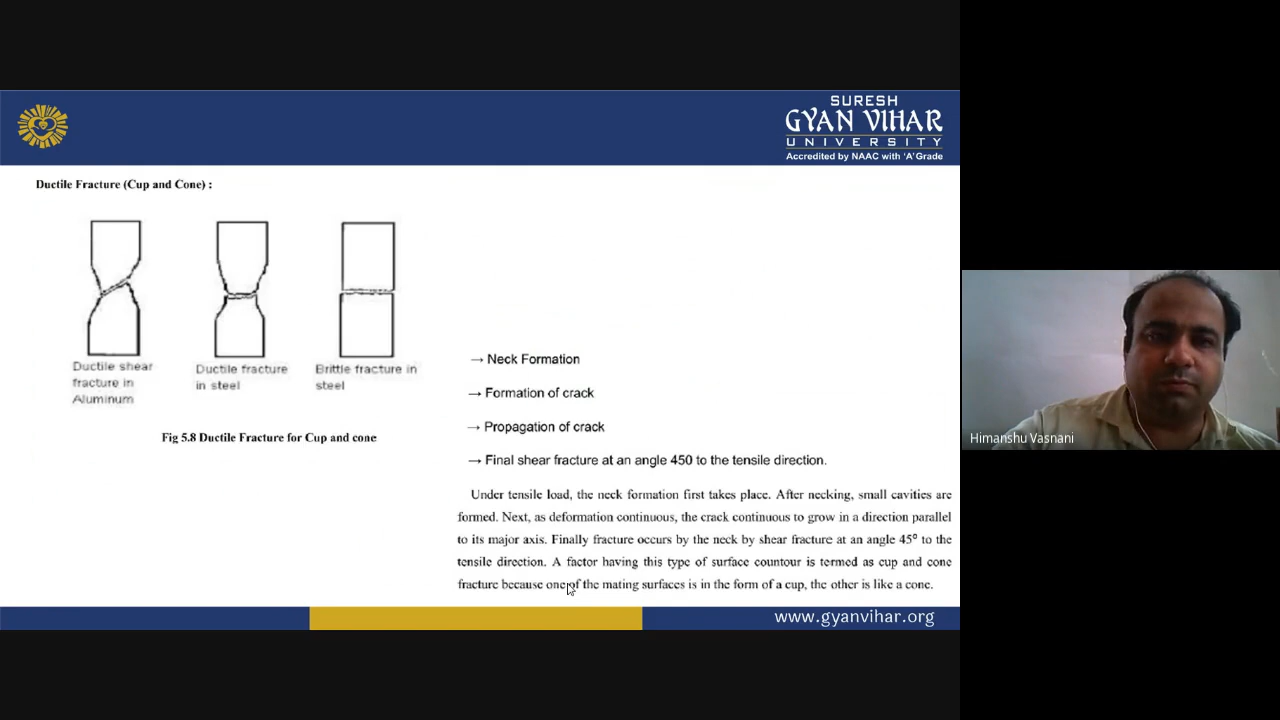 SURESH
GYAN VIHAR
UNIVERSITY
Accredited by NAAC with 'A' Grade
Ductile Fracture (Cup and Cone) :
Ductile shear
fracture in
Aluminum
Ductile fracture
in steel
Brittle fracture in
steel
Fig 5.8 Ductile Fracture for Cup and cone
→ Neck Formation
→ Formation of crack
→ Propagation of crack
→ Final shear fracture at an angle 450 to the tensile direction.
Under tensile load, the neck formation first takes place. After necking, small cavities are
formed. Next, as deformation continuous, the crack continuous to grow in a direction parallel
to its major axis. Finally fracture occurs by the neck by shear fracture at an angle 45⁰ to the
tensile direction. A factor having this type of surface countour is termed as cup and cone
fracture because one of the mating surfaces is in the form of a cup, the other is like a cone.
www.gyanvihar.org
Himanshu Vasnani